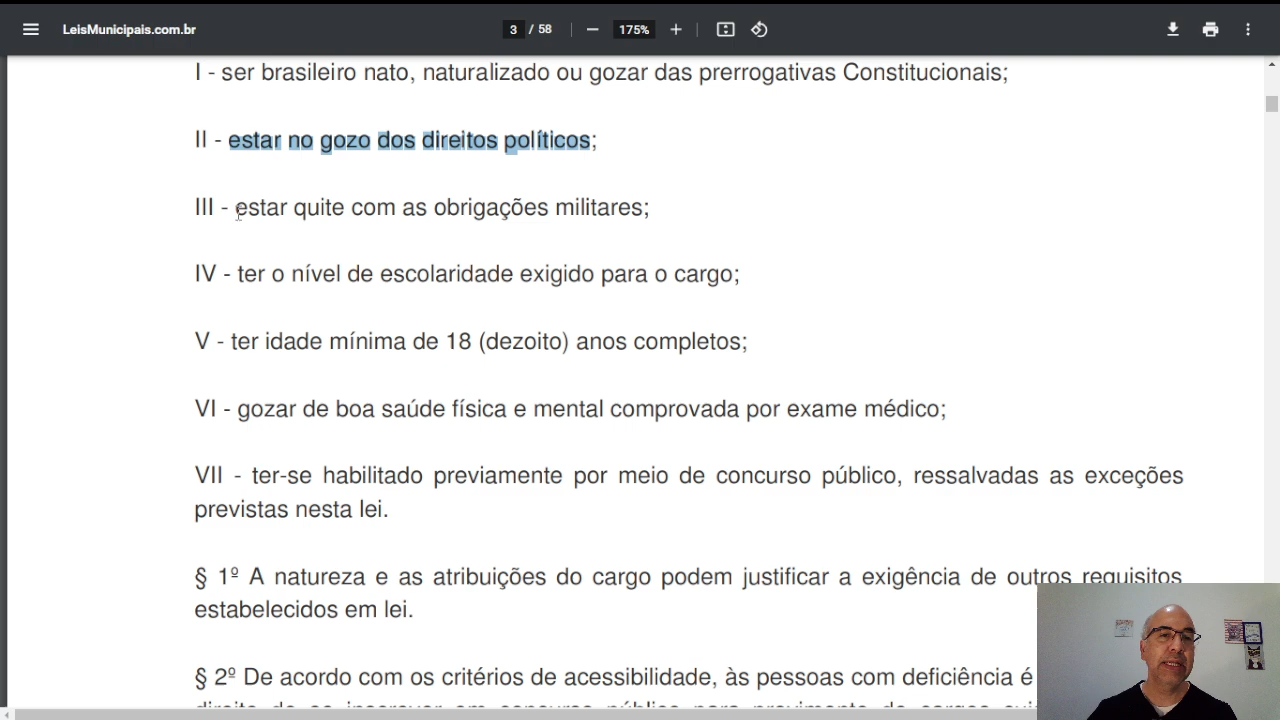 LeisMunicipais.com.br
3 / 58
175%
I - ser brasileiro nato, naturalizado ou gozar das prerrogativas Constitucionais;
II - estar no gozo dos direitos políticos;
III - estar quite com as obrigações militares;
IV - ter o nível de escolaridade exigido para o cargo;
V - ter idade mínima de 18 (dezoito) anos completos;
VI - gozar de boa saúde física e mental comprovada por exame médico;
VII - ter-se habilitado previamente por meio de concurso público, ressalvadas as exceções
previstas nesta lei.
§ 1º A natureza e as atribuições do cargo podem justificar a exigência de outros requisitos
estabelecidos em lei.
§ 2º De acordo com os critérios de acessibilidade, às pessoas com deficiência é